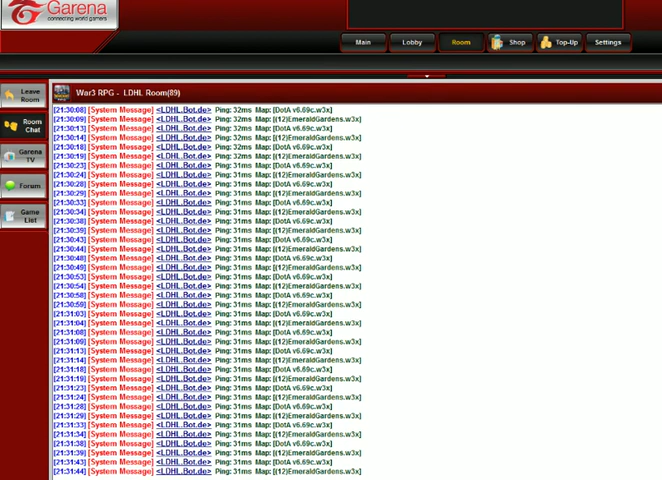 Garena
connecting world gamers
Main
Lobby
Room
Shop
Top-Up
Settings
Leave Room
Room Chat
Garena TV
Forum
Game List
War3 RPG - LDHL Room(89)
[21:30:08] [System Message] <LDHL.Bot.de> Ping: 32ms Map: [DotA v6.69c.w3x]
[21:30:09] [System Message] <LDHL.Bot.de> Ping: 32ms Map: [(12)EmeraldGardens.w3x]
[21:30:13] [System Message] <LDHL.Bot.de> Ping: 32ms Map: [DotA v6.69c.w3x]
[21:30:14] [System Message] <LDHL.Bot.de> Ping: 32ms Map: [(12)EmeraldGardens.w3x]
[21:30:18] [System Message] <LDHL.Bot.de> Ping: 32ms Map: [DotA v6.69c.w3x]
[21:30:19] [System Message] <LDHL.Bot.de> Ping: 32ms Map: [(12)EmeraldGardens.w3x]
[21:30:23] [System Message] <LDHL.Bot.de> Ping: 31ms Map: [DotA v6.69c.w3x]
[21:30:24] [System Message] <LDHL.Bot.de> Ping: 31ms Map: [(12)EmeraldGardens.w3x]
[21:30:28] [System Message] <LDHL.Bot.de> Ping: 31ms Map: [DotA v6.69c.w3x]
[21:30:29] [System Message] <LDHL.Bot.de> Ping: 31ms Map: [(12)EmeraldGardens.w3x]
[21:30:33] [System Message] <LDHL.Bot.de> Ping: 31ms Map: [DotA v6.69c.w3x]
[21:30:34] [System Message] <LDHL.Bot.de> Ping: 31ms Map: [(12)EmeraldGardens.w3x]
[21:30:38] [System Message] <LDHL.Bot.de> Ping: 31ms Map: [DotA v6.69c.w3x]
[21:30:39] [System Message] <LDHL.Bot.de> Ping: 31ms Map: [(12)EmeraldGardens.w3x]
[21:30:43] [System Message] <LDHL.Bot.de> Ping: 31ms Map: [DotA v6.69c.w3x]
[21:30:44] [System Message] <LDHL.Bot.de> Ping: 31ms Map: [(12)EmeraldGardens.w3x]
[21:30:48] [System Message] <LDHL.Bot.de> Ping: 31ms Map: [DotA v6.69c.w3x]
[21:30:49] [System Message] <LDHL.Bot.de> Ping: 31ms Map: [(12)EmeraldGardens.w3x]
[21:30:53] [System Message] <LDHL.Bot.de> Ping: 31ms Map: [DotA v6.69c.w3x]
[21:30:54] [System Message] <LDHL.Bot.de> Ping: 31ms Map: [(12)EmeraldGardens.w3x]
[21:30:58] [System Message] <LDHL.Bot.de> Ping: 31ms Map: [DotA v6.69c.w3x]
[21:30:59] [System Message] <LDHL.Bot.de> Ping: 31ms Map: [(12)EmeraldGardens.w3x]
[21:31:03] [System Message] <LDHL.Bot.de> Ping: 31ms Map: [DotA v6.69c.w3x]
[21:31:04] [System Message] <LDHL.Bot.de> Ping: 31ms Map: [(12)EmeraldGardens.w3x]
[21:31:08] [System Message] <LDHL.Bot.de> Ping: 31ms Map: [DotA v6.69c.w3x]
[21:31:09] [System Message] <LDHL.Bot.de> Ping: 31ms Map: [(12)EmeraldGardens.w3x]
[21:31:13] [System Message] <LDHL.Bot.de> Ping: 31ms Map: [DotA v6.69c.w3x]
[21:31:14] [System Message] <LDHL.Bot.de> Ping: 31ms Map: [(12)EmeraldGardens.w3x]
[21:31:18] [System Message] <LDHL.Bot.de> Ping: 31ms Map: [DotA v6.69c.w3x]
[21:31:19] [System Message] <LDHL.Bot.de> Ping: 31ms Map: [(12)EmeraldGardens.w3x]
[21:31:23] [System Message] <LDHL.Bot.de> Ping: 31ms Map: [DotA v6.69c.w3x]
[21:31:24] [System Message] <LDHL.Bot.de> Ping: 31ms Map: [(12)EmeraldGardens.w3x]
[21:31:28] [System Message] <LDHL.Bot.de> Ping: 31ms Map: [DotA v6.69c.w3x]
[21:31:29] [System Message] <LDHL.Bot.de> Ping: 31ms Map: [(12)EmeraldGardens.w3x]
[21:31:33] [System Message] <LDHL.Bot.de> Ping: 31ms Map: [DotA v6.69c.w3x]
[21:31:34] [System Message] <LDHL.Bot.de> Ping: 31ms Map: [(12)EmeraldGardens.w3x]
[21:31:38] [System Message] <LDHL.Bot.de> Ping: 31ms Map: [DotA v6.69c.w3x]
[21:31:39] [System Message] <LDHL.Bot.de> Ping: 31ms Map: [(12)EmeraldGardens.w3x]
[21:31:43] [System Message] <LDHL.Bot.de> Ping: 31ms Map: [DotA v6.69c.w3x]
[21:31:44] [System Message] <LDHL.Bot.de> Ping: 31ms Map: [(12)EmeraldGardens.w3x]